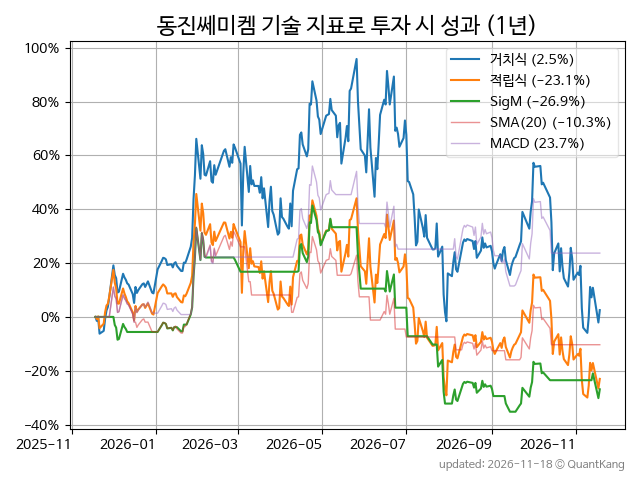 동진쎄미켐 기술 지표로 투자 시 성과 (1년)
거치식 (2.5%)
적립식 (−23.1%)
SigM (−26.9%)
SMA(20) (−10.3%)
MACD (23.7%)
100%
80%
60%
40%
20%
0%
−20%
−40%
2025-11
2026-01
2026-03
2026-05
2026-07
2026-09
2026-11
updated: 2026-11-18 © QuantKang